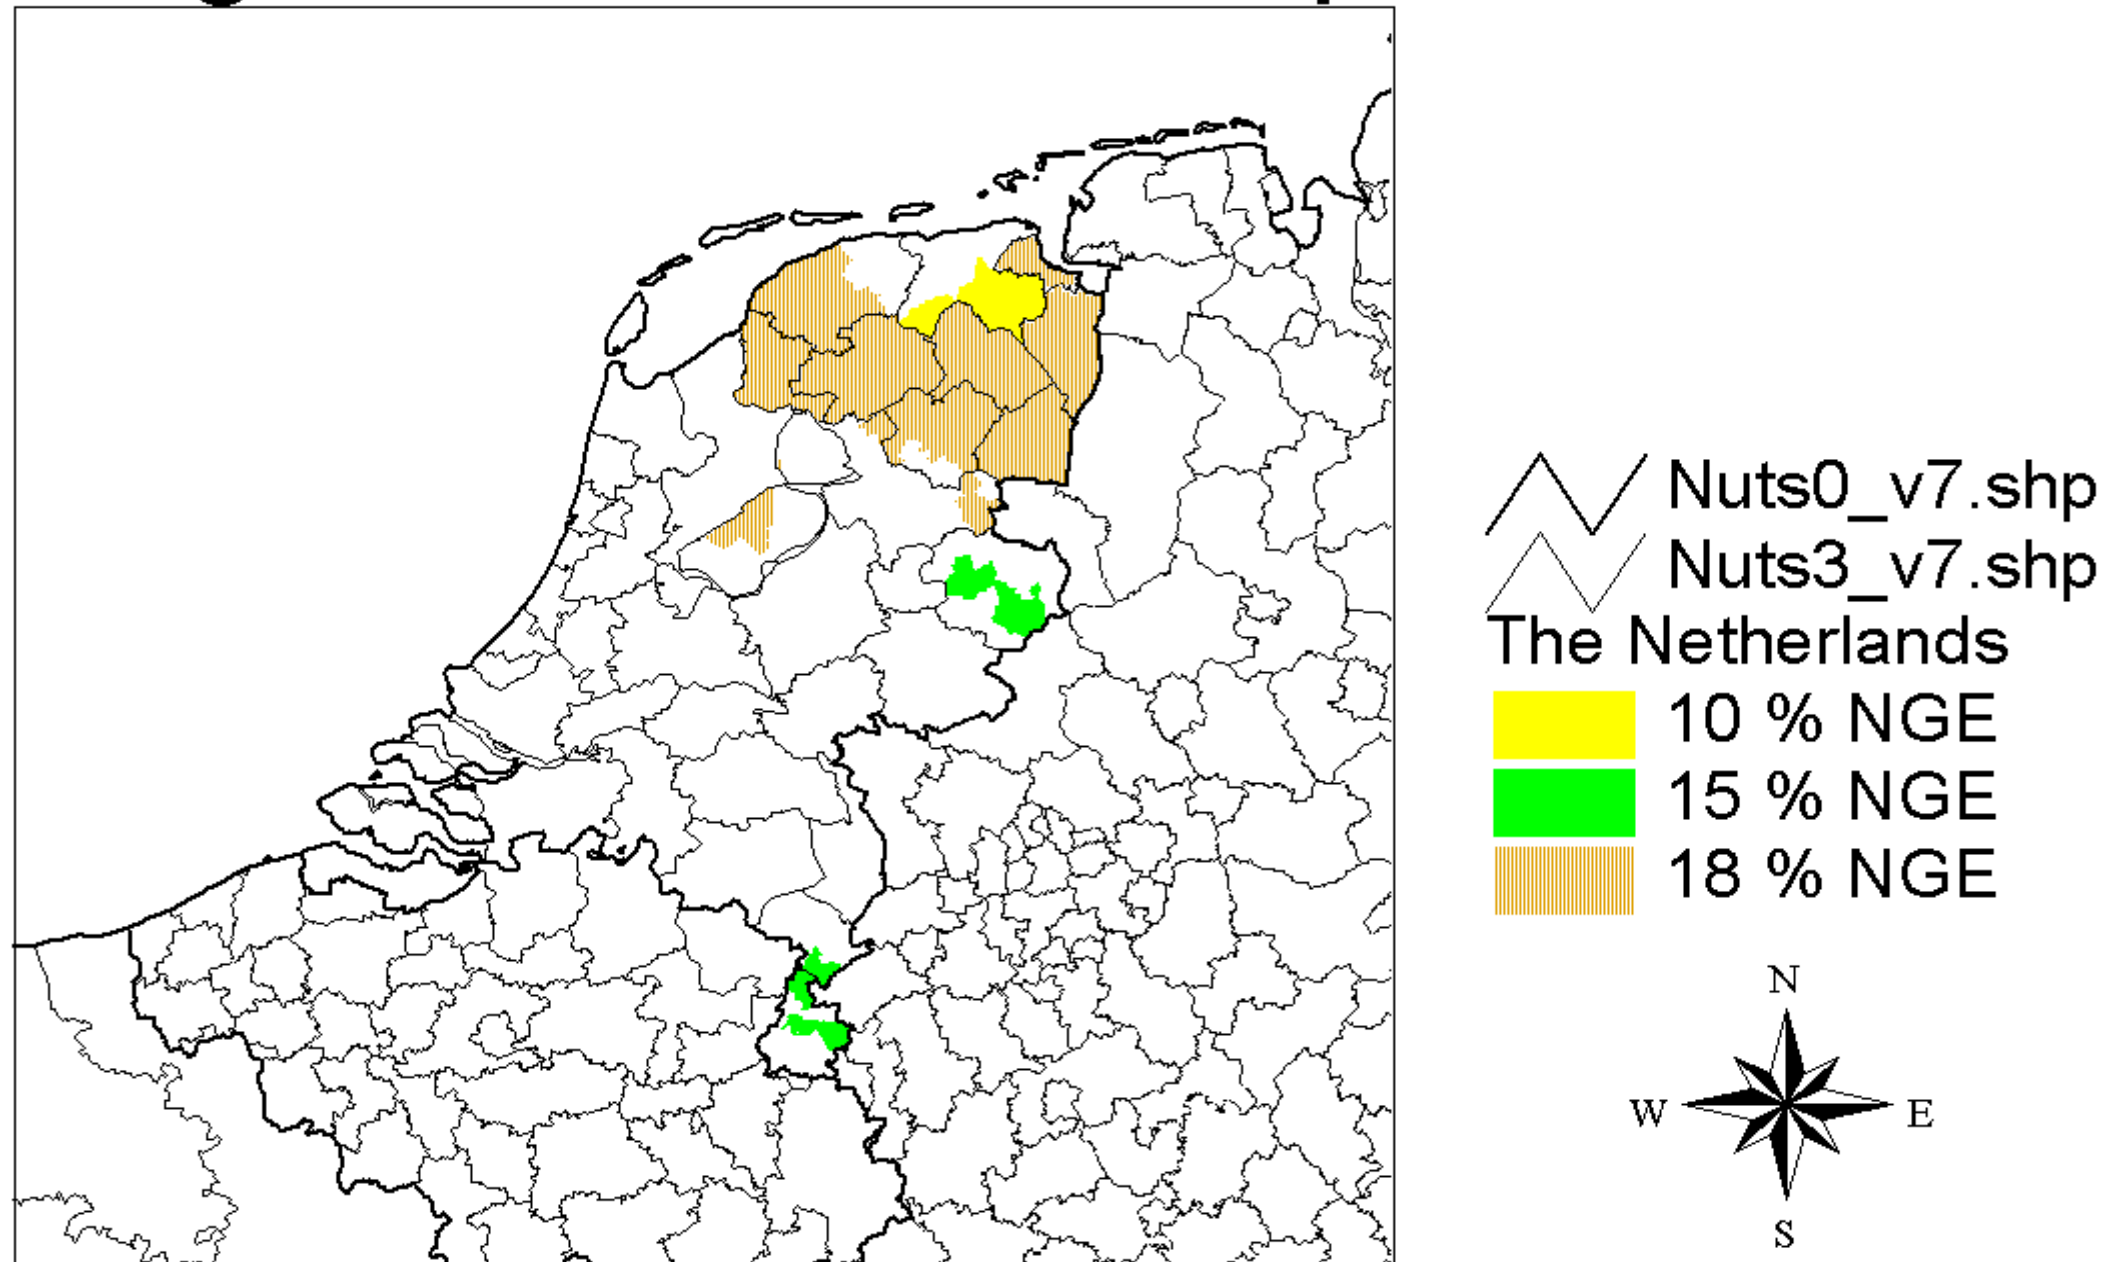 Nuts0_v7.shp
Nuts3_v7.shp
The Netherlands
10 % NGE
15 % NGE
18 % NGE
N
W E
S